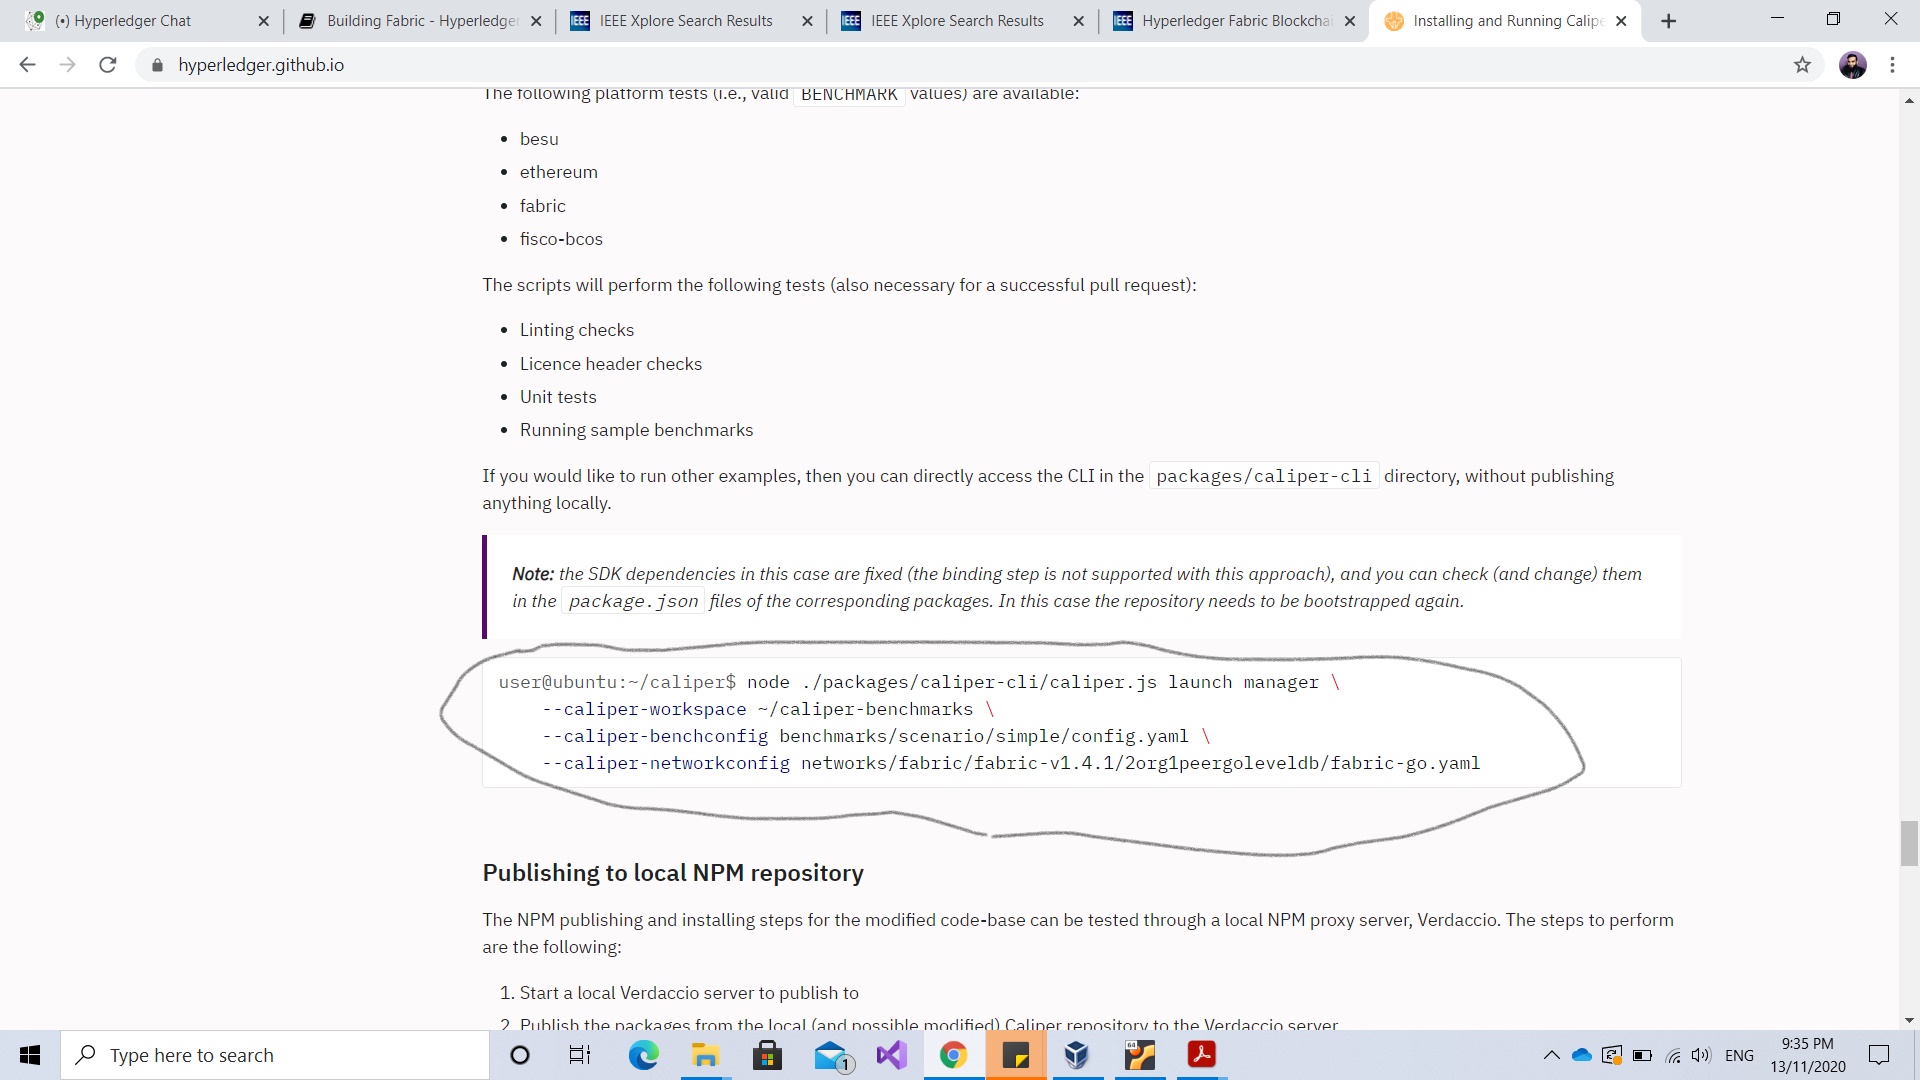 (•) Hyperledger Chat
Building Fabric - Hyperledger
IEEE Xplore Search Results
IEEE Xplore Search Results
Hyperledger Fabric Blockchai
Installing and Running Calipe
hyperledger.github.io
The following platform tests (i.e., valid BENCHMARK values) are available:
• besu
• ethereum
• fabric
• fisco-bcos
The scripts will perform the following tests (also necessary for a successful pull request):
• Linting checks
• Licence header checks
• Unit tests
• Running sample benchmarks
If you would like to run other examples, then you can directly access the CLI in the packages/caliper-cli directory, without publishing
anything locally.
Note: the SDK dependencies in this case are fixed (the binding step is not supported with this approach), and you can check (and change) them
in the package.json files of the corresponding packages. In this case the repository needs to be bootstrapped again.
user@ubuntu:~/caliper$ node ./packages/caliper-cli/caliper.js launch manager \
--caliper-workspace ~/caliper-benchmarks \
--caliper-benchconfig benchmarks/scenario/simple/config.yaml \
--caliper-networkconfig networks/fabric/fabric-v1.4.1/2org1peergoleveldb/fabric-go.yaml
Publishing to local NPM repository
The NPM publishing and installing steps for the modified code-base can be tested through a local NPM proxy server, Verdaccio. The steps to perform
are the following:
1. Start a local Verdaccio server to publish to
2. Publish the packages from the local (and possible modified) Caliper repository to the Verdaccio server
Type here to search
1
64
ENG
9:35 PM
13/11/2020